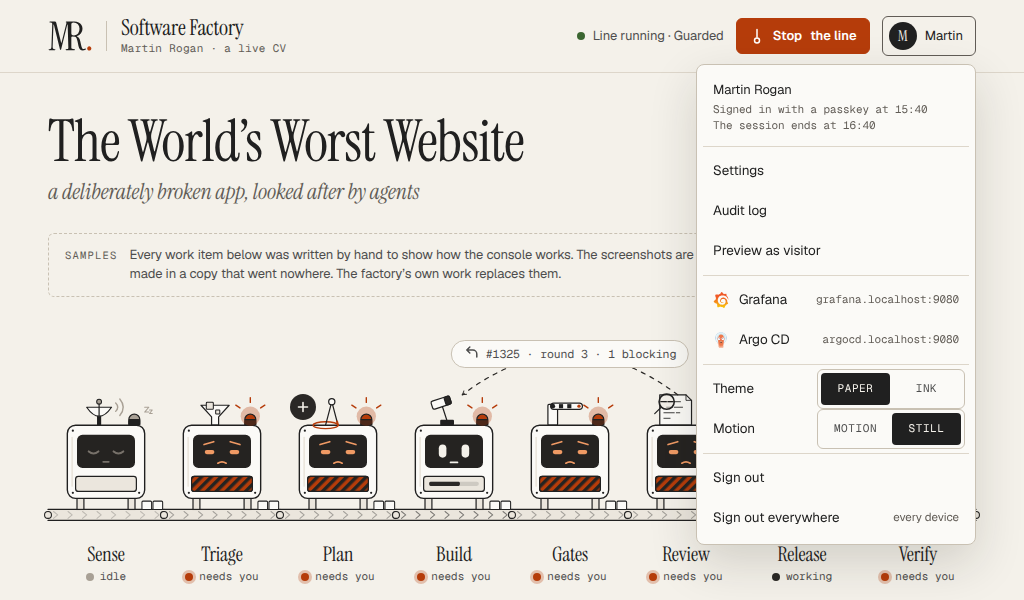 MR.
Software Factory
Martin Rogan · a live CV
Line running · Guarded
Stop the line
M
Martin
Martin Rogan
Signed in with a passkey at 15:40
The session ends at 16:40
Settings
Audit log
Preview as visitor
Grafana grafana.localhost:9080
Argo CD argocd.localhost:9080
Theme PAPER INK
Motion MOTION STILL
Sign out
Sign out everywhere every device
The World's Worst Website
a deliberately broken app, looked after by agents
SAMPLES Every work item below was written by hand to show how the console works. The screenshots are
made in a copy that went nowhere. The factory's own work replaces them.
#1325 · round 3 · 1 blocking
zz
Sense Triage Plan Build Gates Review Release Verify
idle needs you needs you needs you needs you needs you working needs you